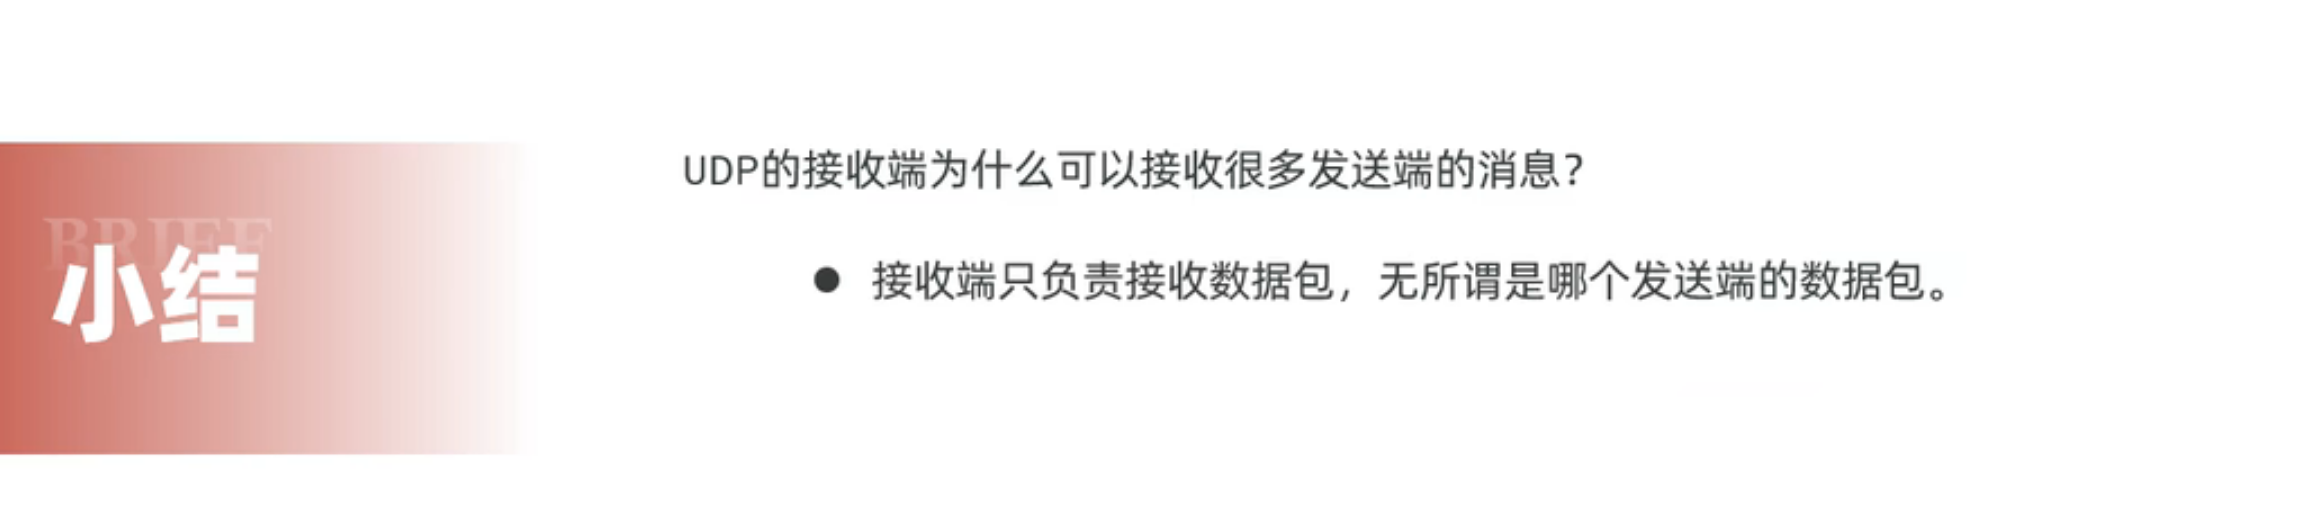 UDP的接收端为什么可以接收很多发送端的消息？
BRIEF
小结
● 接收端只负责接收数据包，无所谓是哪个发送端的数据包。